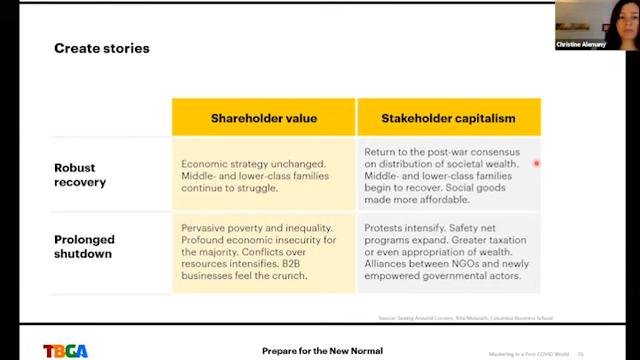 Christine Alemany
Create stories
Shareholder value
Stakeholder capitalism
Robust
recovery
Economic strategy unchanged.
Middle- and lower-class families
continue to struggle.
Return to the post-war consensus
on distribution of societal wealth.
Middle- and lower-class families
begin to recover. Social goods
made more affordable.
Prolonged
shutdown
Pervasive poverty and inequality.
Profound economic insecurity for
the majority. Conflicts over
resources intensifies. B2B
businesses feel the crunch.
Protests intensify. Safety net
programs expand. Greater taxation
or even appropriation of wealth.
Alliances between NGOs and newly
empowered governmental actors.
Source: Seeing Around Corners, Rita McGrath, Columbia Business School
TBGA
Prepare for the New Normal
Marketing in a Post-COVID World
26